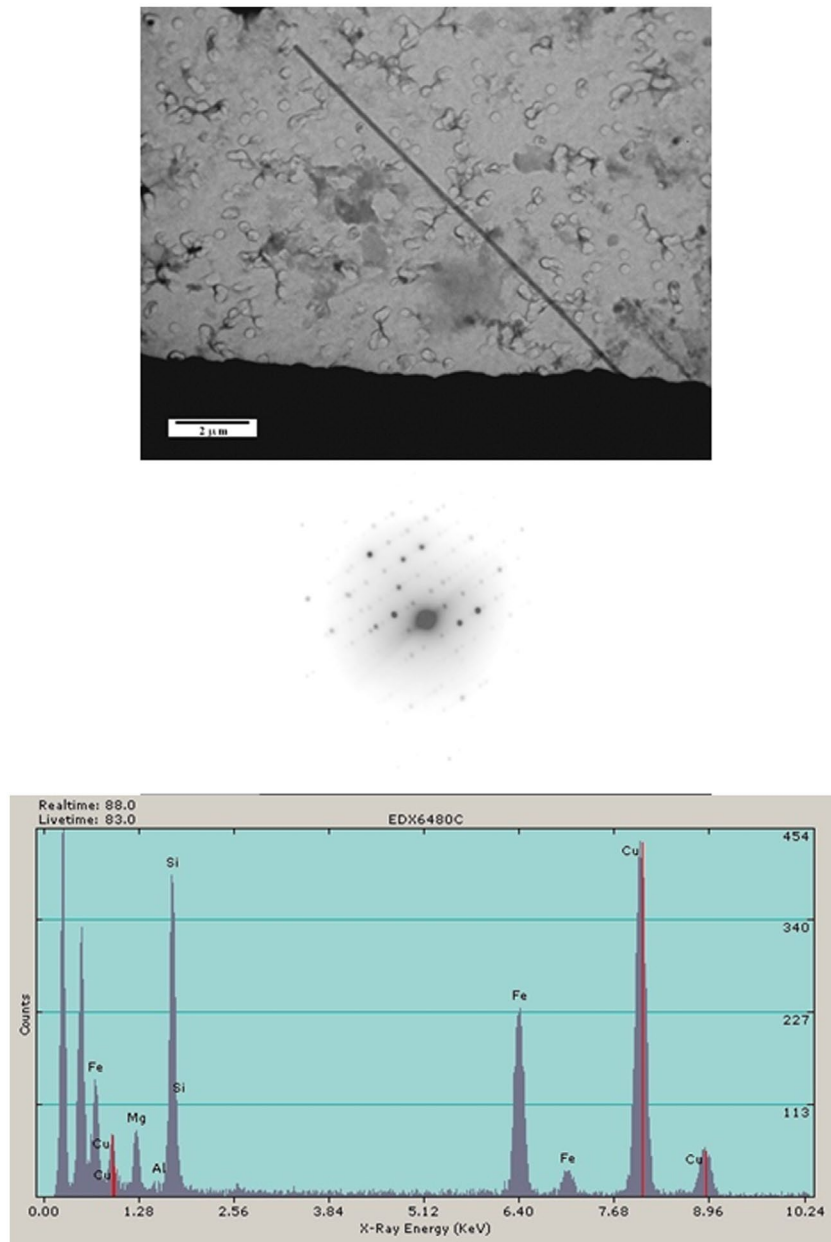 2 µm
Realtime: 88.0
Livetime: 83.0
EDX6480C
454
Si
Cu
340
Fe
227
Fe
Si
113
Mg
Cu
Al
Fe
Cu
Cu
Counts
0.00 1.28 2.56 3.84 5.12 6.40 7.68 8.96 10.24
X-Ray Energy (KeV)